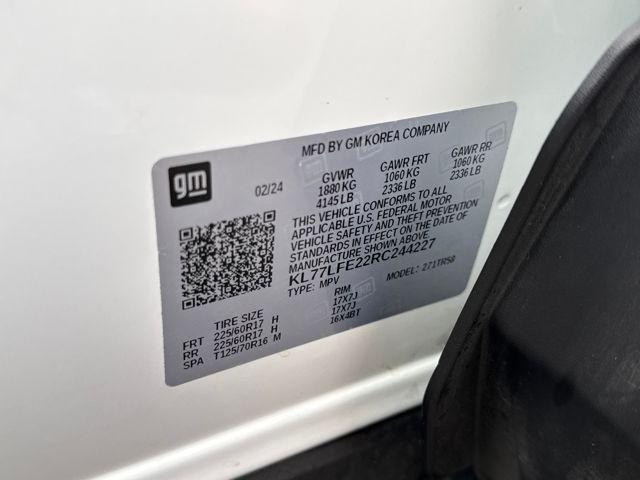 MFD BY GM KOREA COMPANY
gm
02/24
GVWR GAWR FRT GAWR RR
1880 KG 1060 KG 1060 KG
4145 LB 2336 LB 2336 LB
THIS VEHICLE CONFORMS TO ALL
APPLICABLE U.S. FEDERAL MOTOR
VEHICLE SAFETY AND THEFT PREVENTION
STANDARDS IN EFFECT ON THE DATE OF
MANUFACTURE SHOWN ABOVE.
KL77LFE22RC244227
TYPE: MPV MODEL: 271TR58
TIRE SIZE RIM
FRT 225/60R17 H 17X7J
RR 225/60R17 H 17X7J
SPA T125/70R16 M 16X4BT